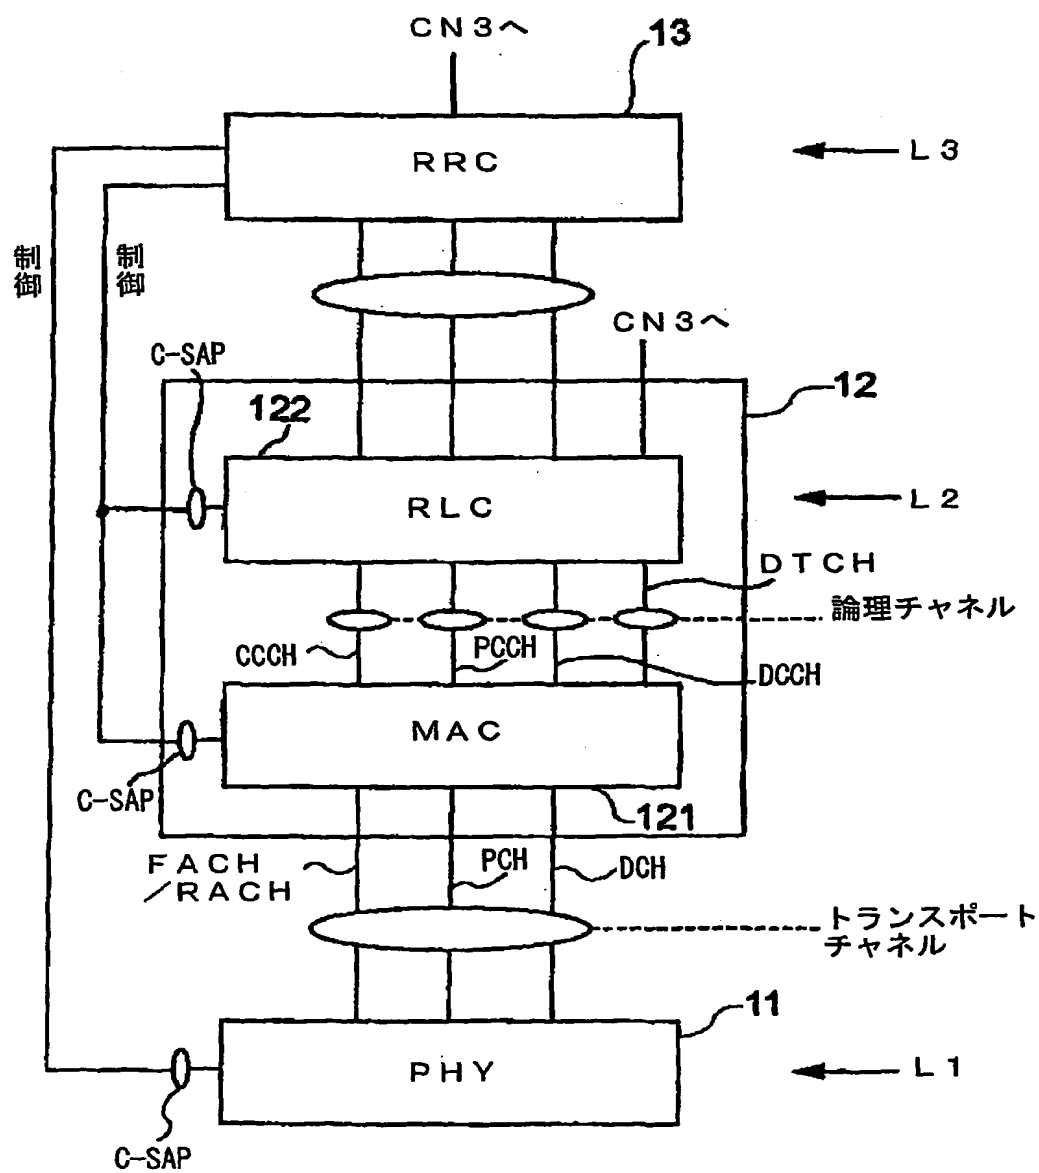 CN3へ
13
RRC
L3
制御
制御
CN3へ
C-SAP
12
122
RLC
L2
DTCH
論理チャネル
CCCH
PCCH
DCCH
MAC
C-SAP
121
FACH
/RACH
PCH
DCH
トランスポート
チャネル
11
PHY
L1
C-SAP